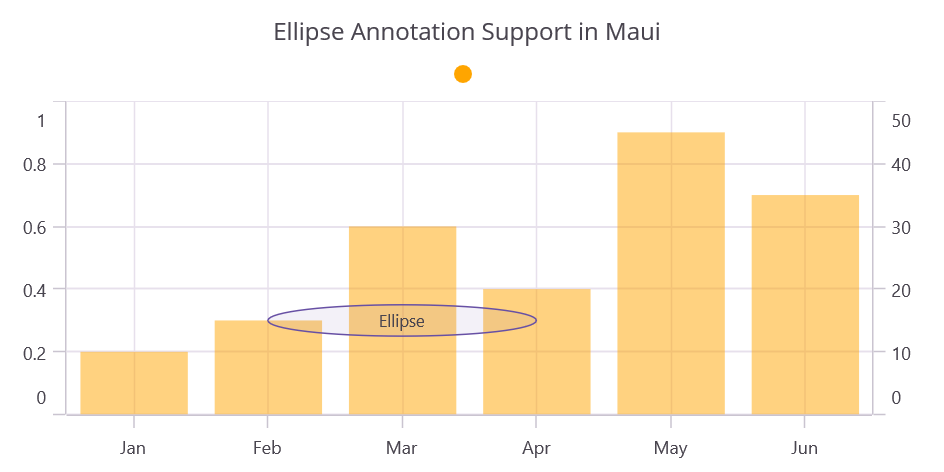 Ellipse Annotation Support in Maui
1 50
0.8 40
0.6 30
0.4 20
Ellipse
0.2 10
0 0
Jan Feb Mar Apr May Jun